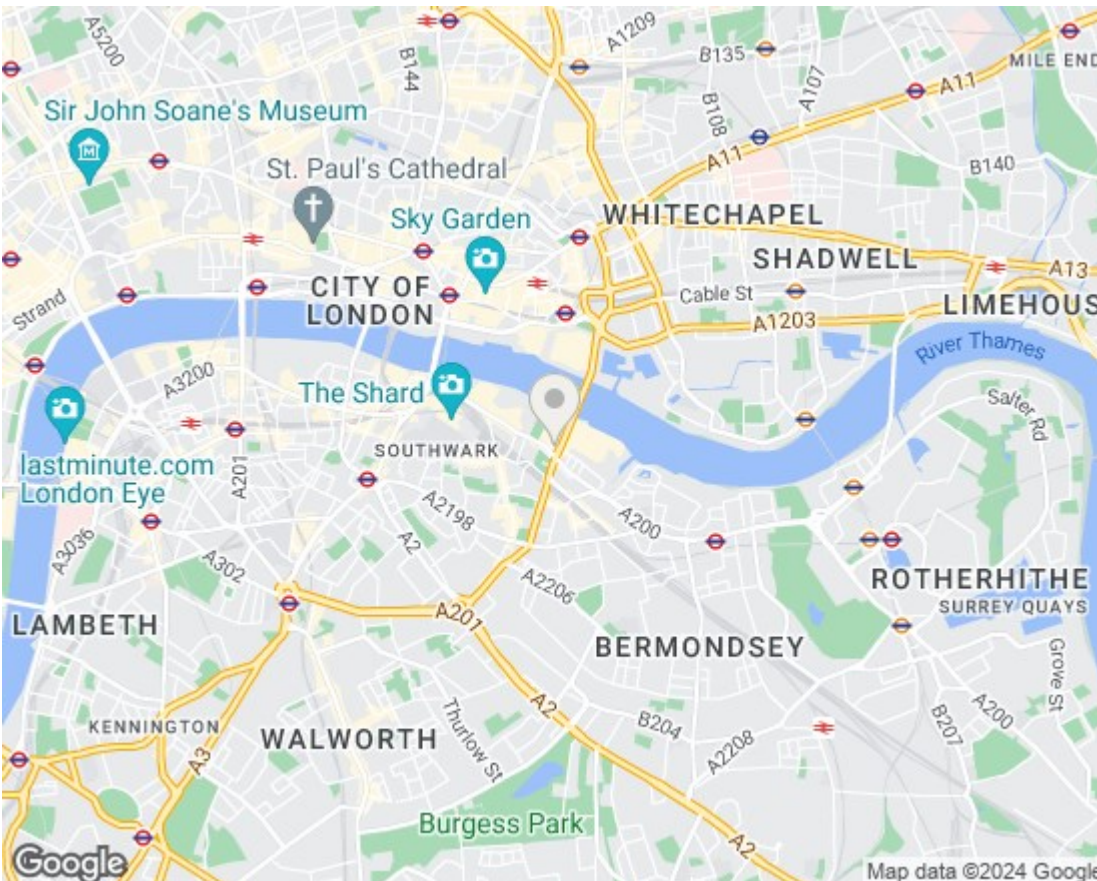 A5200
B144
A1209
B135
A107
MILE END
A11
Sir John Soane's Museum
B108
A11
B140
St. Paul's Cathedral
Sky Garden
WHITECHAPEL
SHADWELL
A13
CITY OF
LONDON
Cable St
LIMEHOUS
Strand
A1203
River Thames
A3200
The Shard
Salter Rd
SOUTHWARK
lastminute.com
London Eye
A201
A2198
A200
A3036
A302
A2
A2206
ROTHERHITHE
SURREY QUAYS
LAMBETH
A201
BERMONDSEY
Grove St
KENNINGTON
WALWORTH
Thurlow St
A2
B204
A200
B207
A3
A2208
Burgess Park
A2
Google
Map data ©2024 Google